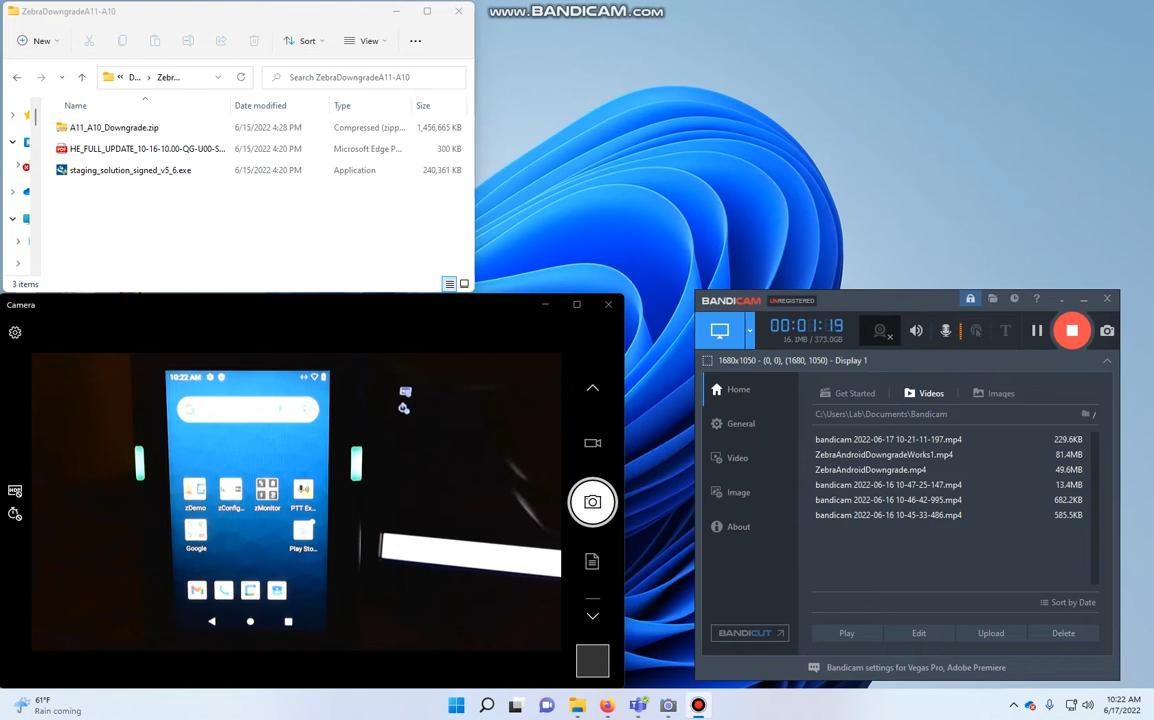 ZebraDowngradeA11-A10
www.BANDICAM.com
New
Sort
View
« D... > Zebr...
Search ZebraDowngradeA11-A10
Name Date modified Type Size
A11_A10_Downgrade.zip 6/15/2022 4:28 PM Compressed (zipp... 1,456,665 KB
HE_FULL_UPDATE_10-16-10.00-QG-U00-S... 6/15/2022 4:20 PM Microsoft Edge P... 300 KB
staging_solution_signed_v5_6.exe 6/15/2022 4:20 PM Application 240,361 KB
3 items
Camera
10:22 AM
zDemo zConfig... zMonitor PTT Ex...
Google Play Sto...
BANDICAM UNREGISTERED
00:01:19
16.1MB / 373.0GB
1680x1050 - (0, 0), (1680, 1050) - Display 1
Home
General
Video
Image
About
BANDICUT
Get Started Videos Images
C:\Users\Lab\Documents\Bandicam
bandicam 2022-06-17 10-21-11-197.mp4 229.6KB
ZebraAndroidDowngradeWorks1.mp4 81.4MB
ZebraAndroidDowngrade.mp4 49.6MB
bandicam 2022-06-16 10-47-25-147.mp4 13.4MB
bandicam 2022-06-16 10-46-42-995.mp4 682.2KB
bandicam 2022-06-16 10-45-33-486.mp4 585.5KB
Sort by Date
Play Edit Upload Delete
Bandicam settings for Vegas Pro, Adobe Premiere
61°F
Rain coming
10:22 AM
6/17/2022